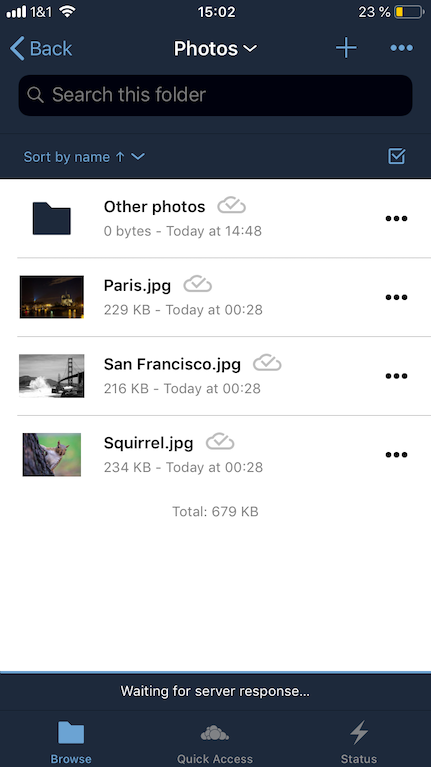 1&1 15:02 23 %
Back Photos
Search this folder
Sort by name ↑
Other photos
0 bytes - Today at 14:48
Paris.jpg
229 KB - Today at 00:28
San Francisco.jpg
216 KB - Today at 00:28
Squirrel.jpg
234 KB - Today at 00:28
Total: 679 KB
Waiting for server response...
Browse Quick Access Status